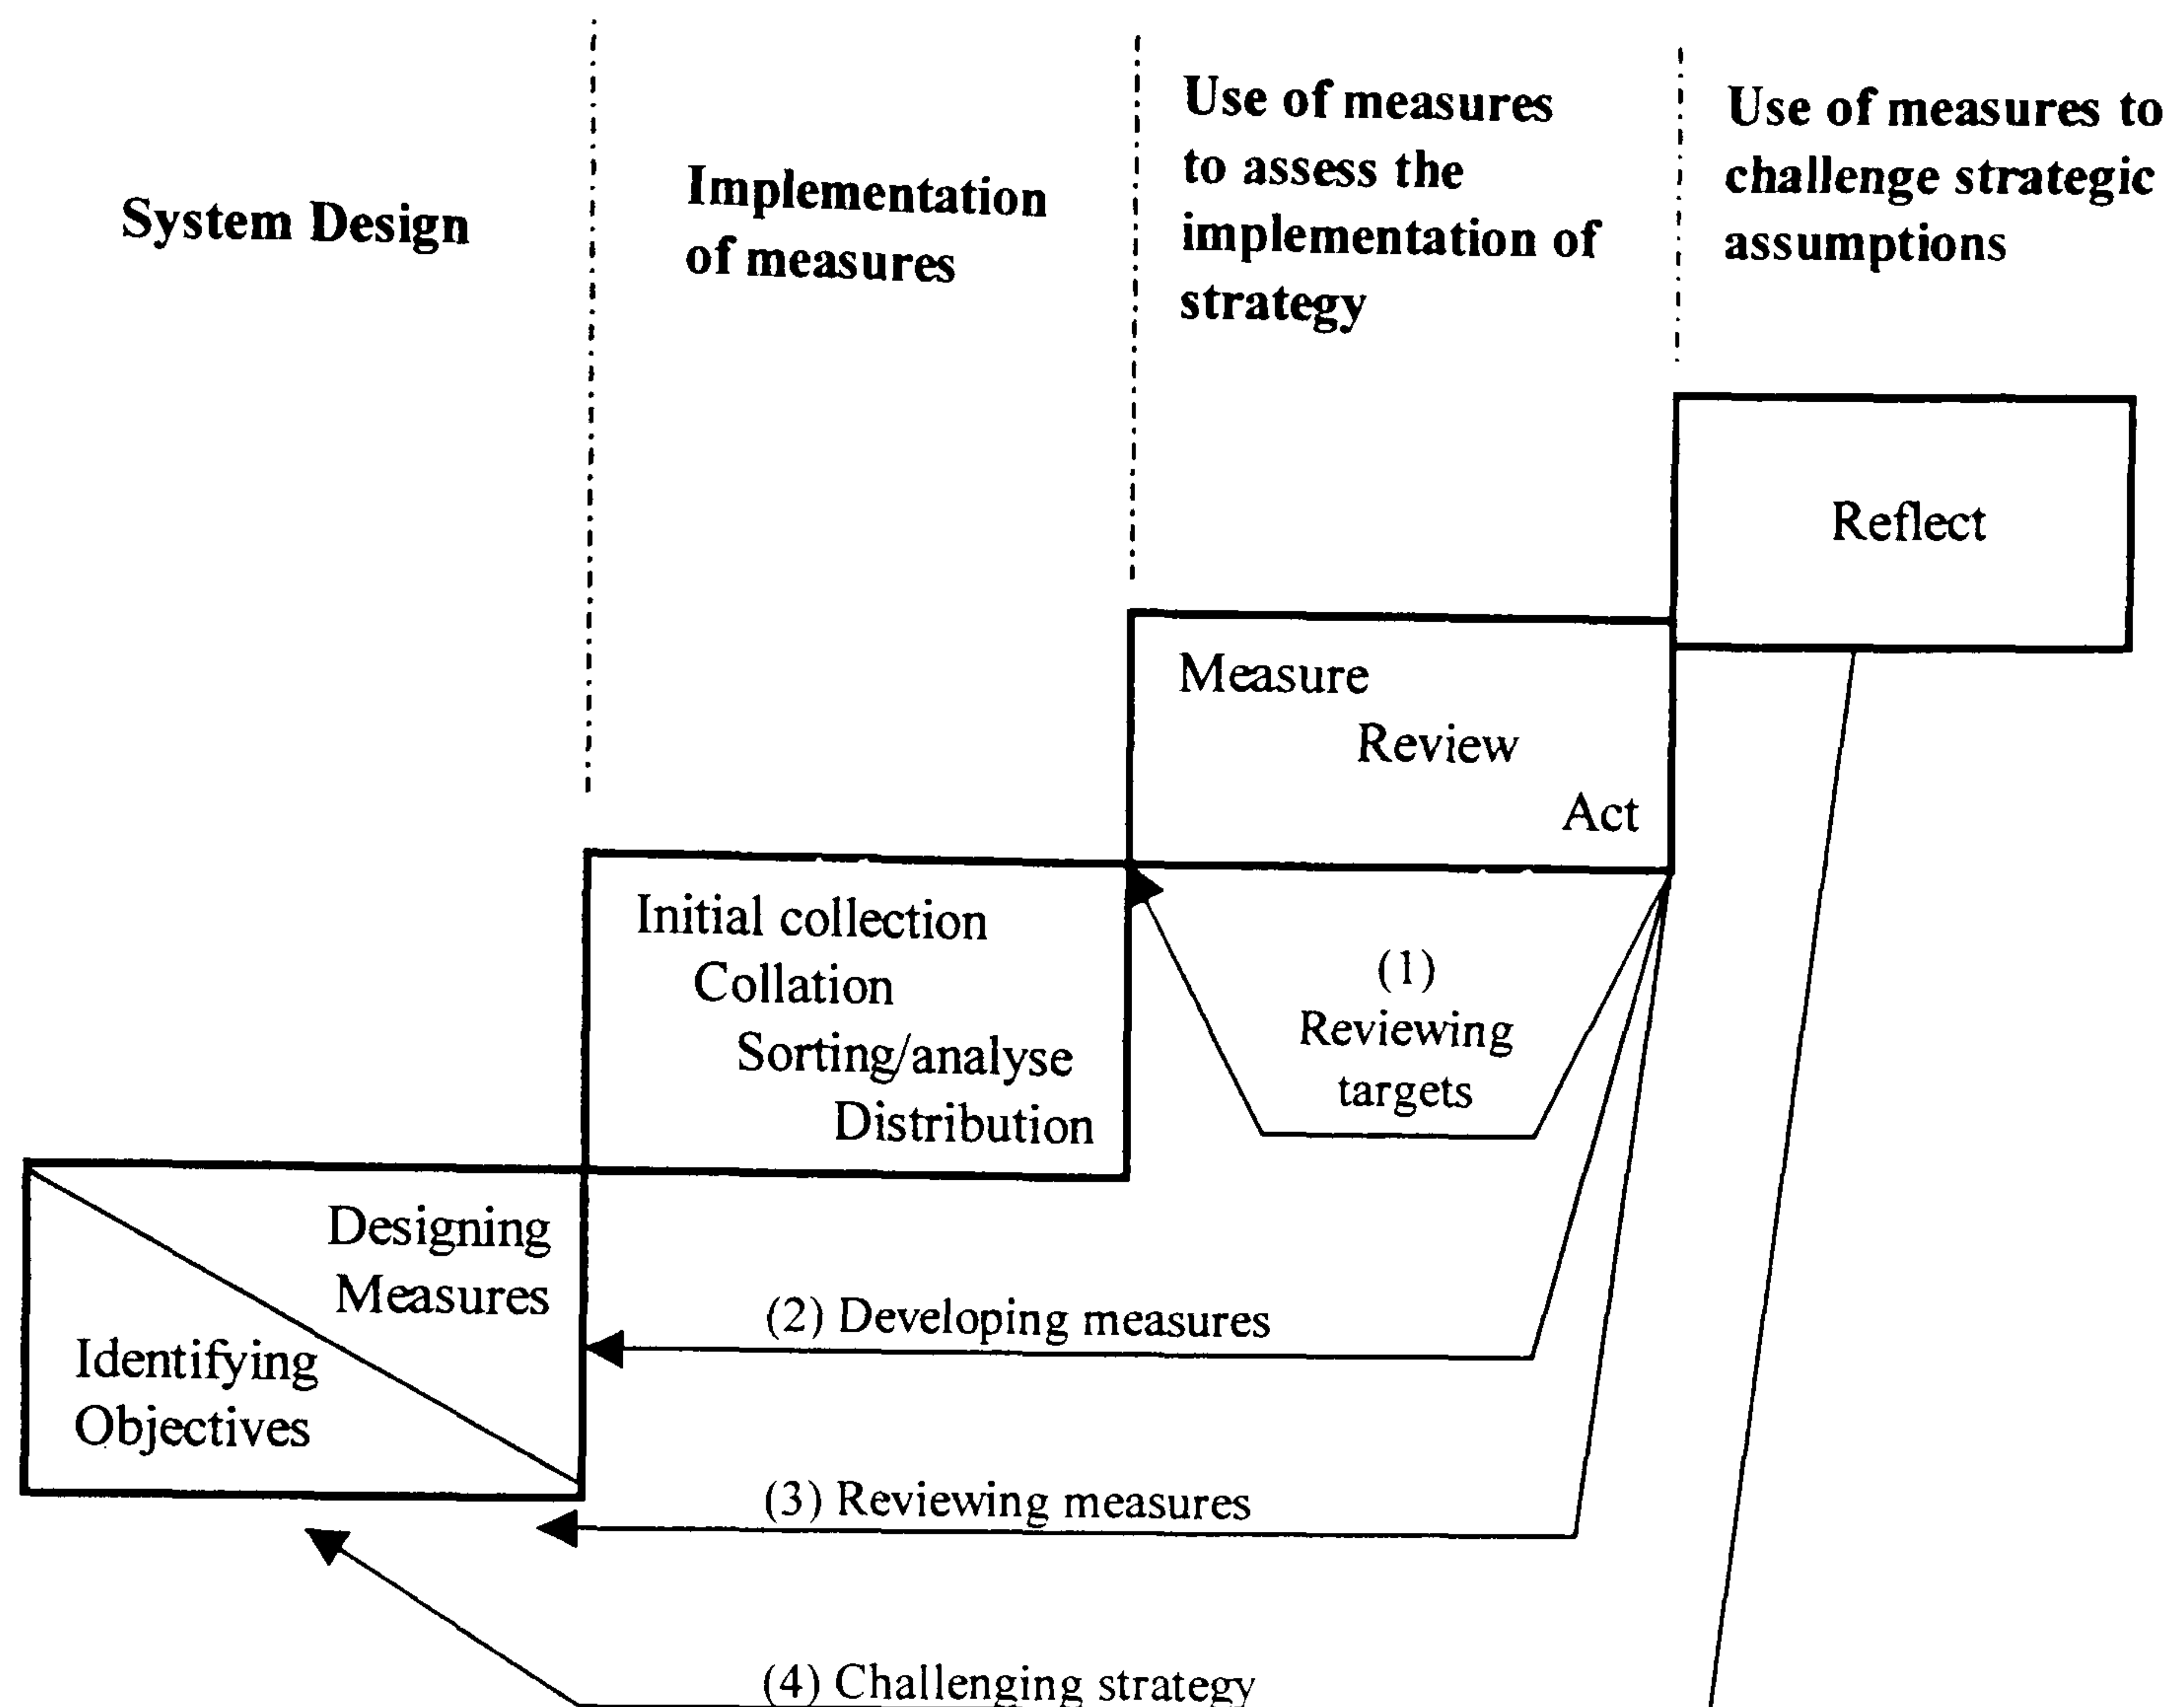 System Design
Implementation
of measures
Use of measures
to assess the
implementation of
strategy
Use of measures to
challenge strategic
assumptions
Reflect
Measure
Review
Act
Initial collection
Collation
Sorting/analyse
Distribution
(1)
Reviewing
targets
Designing
Measures
Identifying
Objectives
(2) Developing measures
(3) Reviewing measures
(4) Challenging strategy